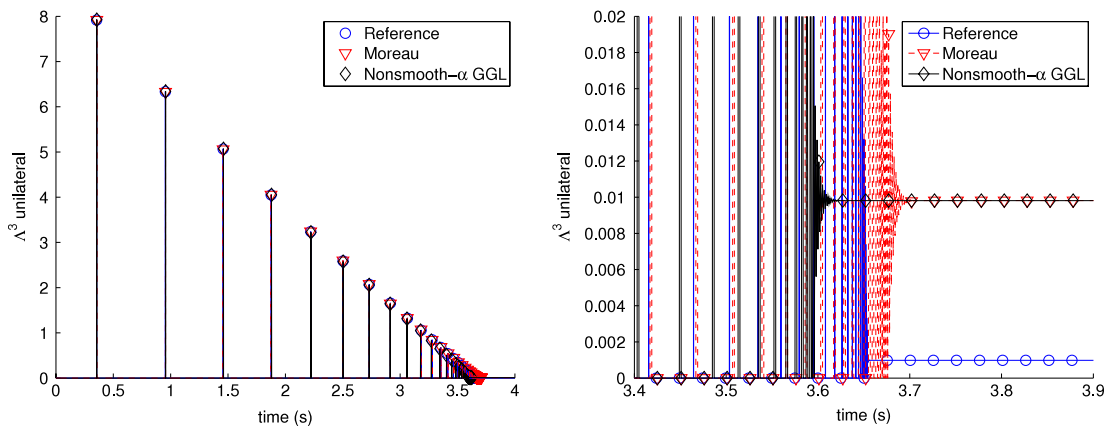 8
7
6
5
4
3
2
1
0
Λ³ unilateral
0 0.5 1 1.5 2 2.5 3 3.5 4
time (s)
Reference
Moreau
Nonsmooth-α GGL
0.02
0.018
0.016
0.014
0.012
0.01
0.008
0.006
0.004
0.002
0
Λ³ unilateral
3.4 3.5 3.6 3.7 3.8 3.9
time (s)
Reference
Moreau
Nonsmooth-α GGL